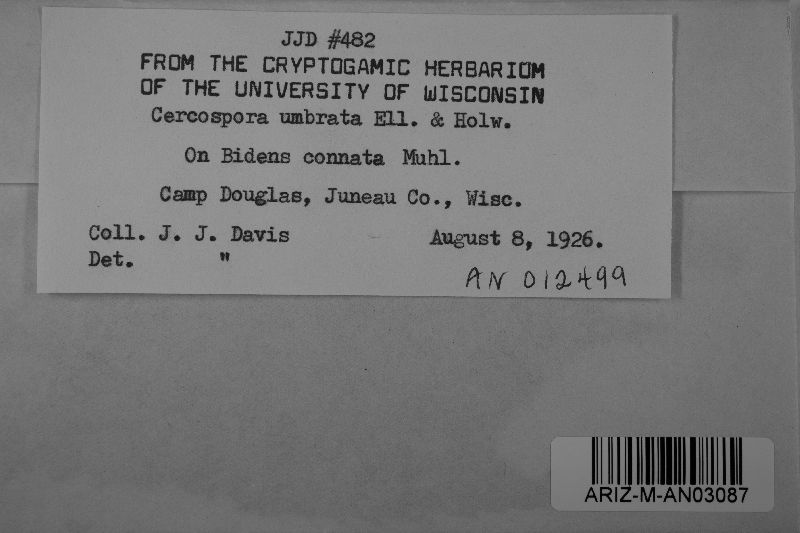 JJD #482
FROM THE CRYPTOGAMIC HERBARIUM
OF THE UNIVERSITY OF WISCONSIN
Cercospora umbrata Ell. & Holw.
On Bidens connata Muhl.
Camp Douglas, Juneau Co., Wisc.
Coll. J. J. Davis August 8, 1926.
Det. "
AN 012499
ARIZ-M-AN03087